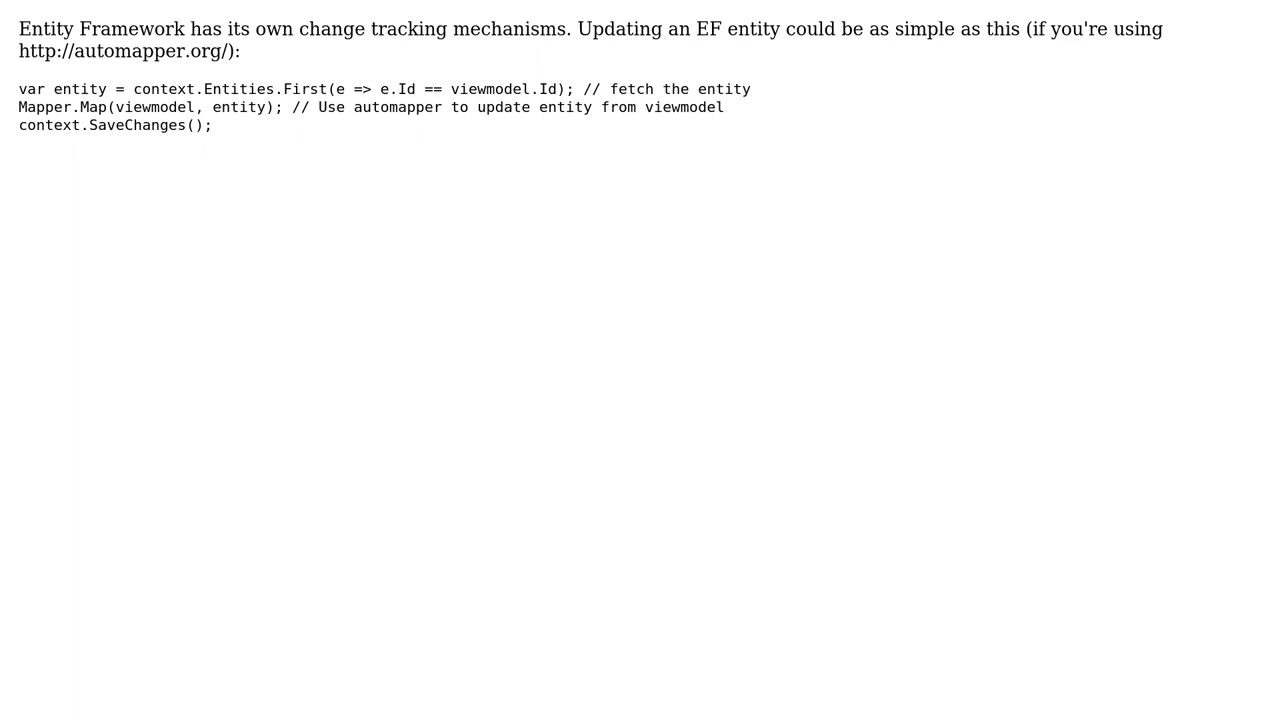 Entity Framework has its own change tracking mechanisms. Updating an EF entity could be as simple as this (if you're using
http://automapper.org/):
var entity = context.Entities.First(e => e.Id == viewmodel.Id); // fetch the entity
Mapper.Map(viewmodel, entity); // Use automapper to update entity from viewmodel
context.SaveChanges();